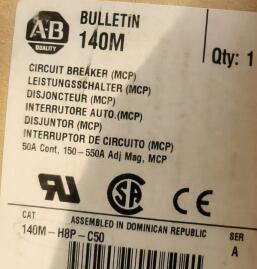 A-B
QUALITY
BULLETIN
140M
Qty: 1
CIRCUIT BREAKER (MCP)
LEISTUNGSSCHALTER (MCP)
DISJONCTEUR (MCP)
INTERRUTORE AUTO.(MCP)
DISJUNTOR (MCP)
INTERRUPTOR DE CIRCUITO (MCP)
50A Cont, 150-550A Adj Mag, MCP
RU
SA
CE
ASSEMBLED IN DOMINICAN REPUBLIC
CAT
140M-H8P-C50
SER
A